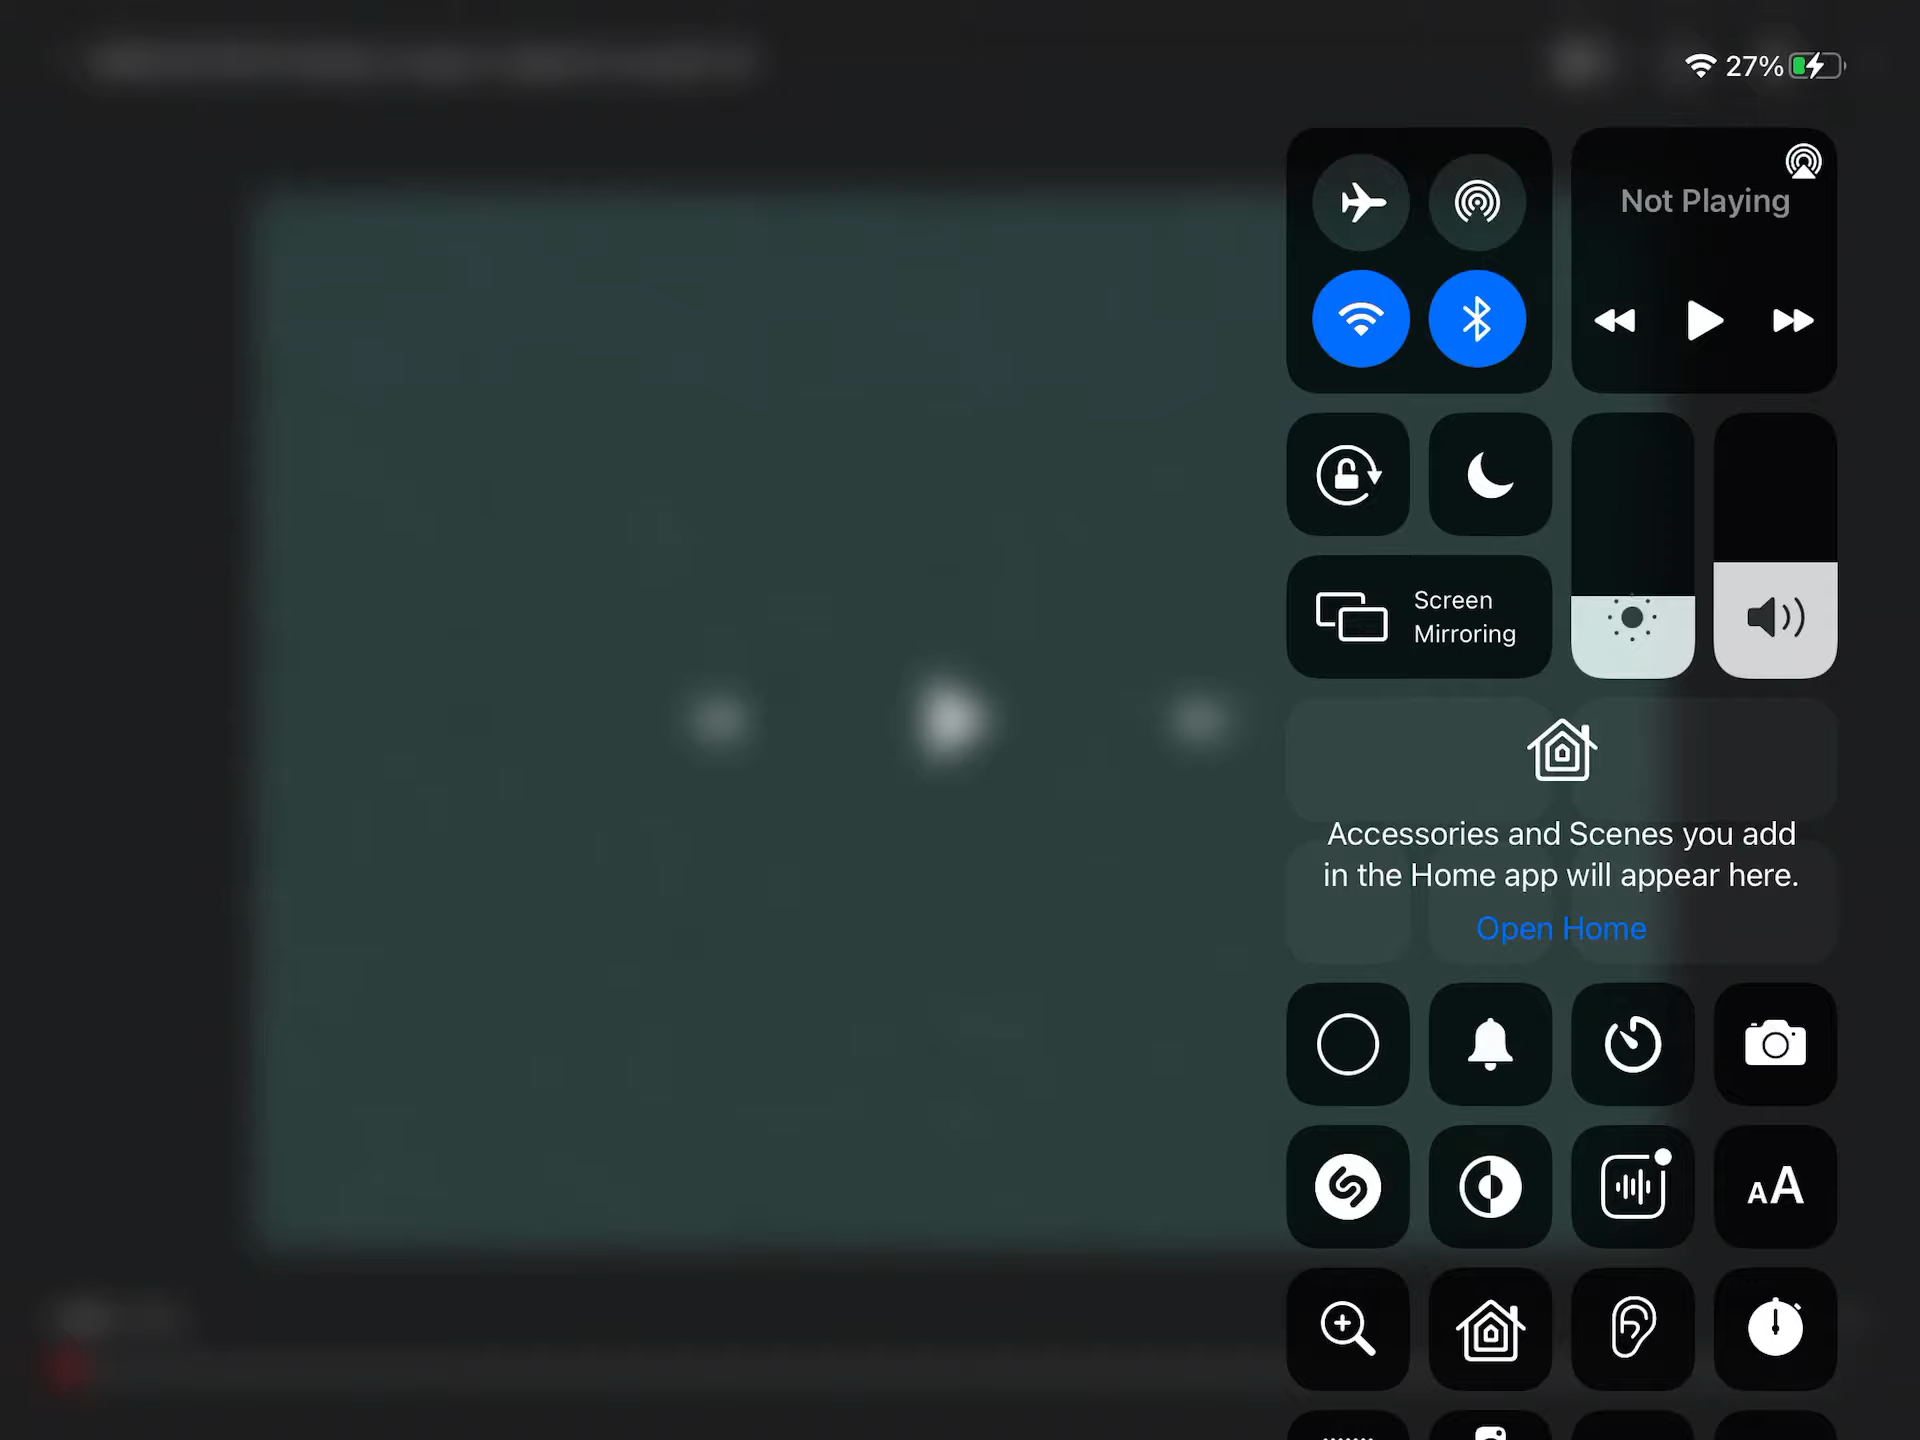 27%
Not Playing
Screen
Mirroring
Accessories and Scenes you add
in the Home app will appear here.
Open Home
AA